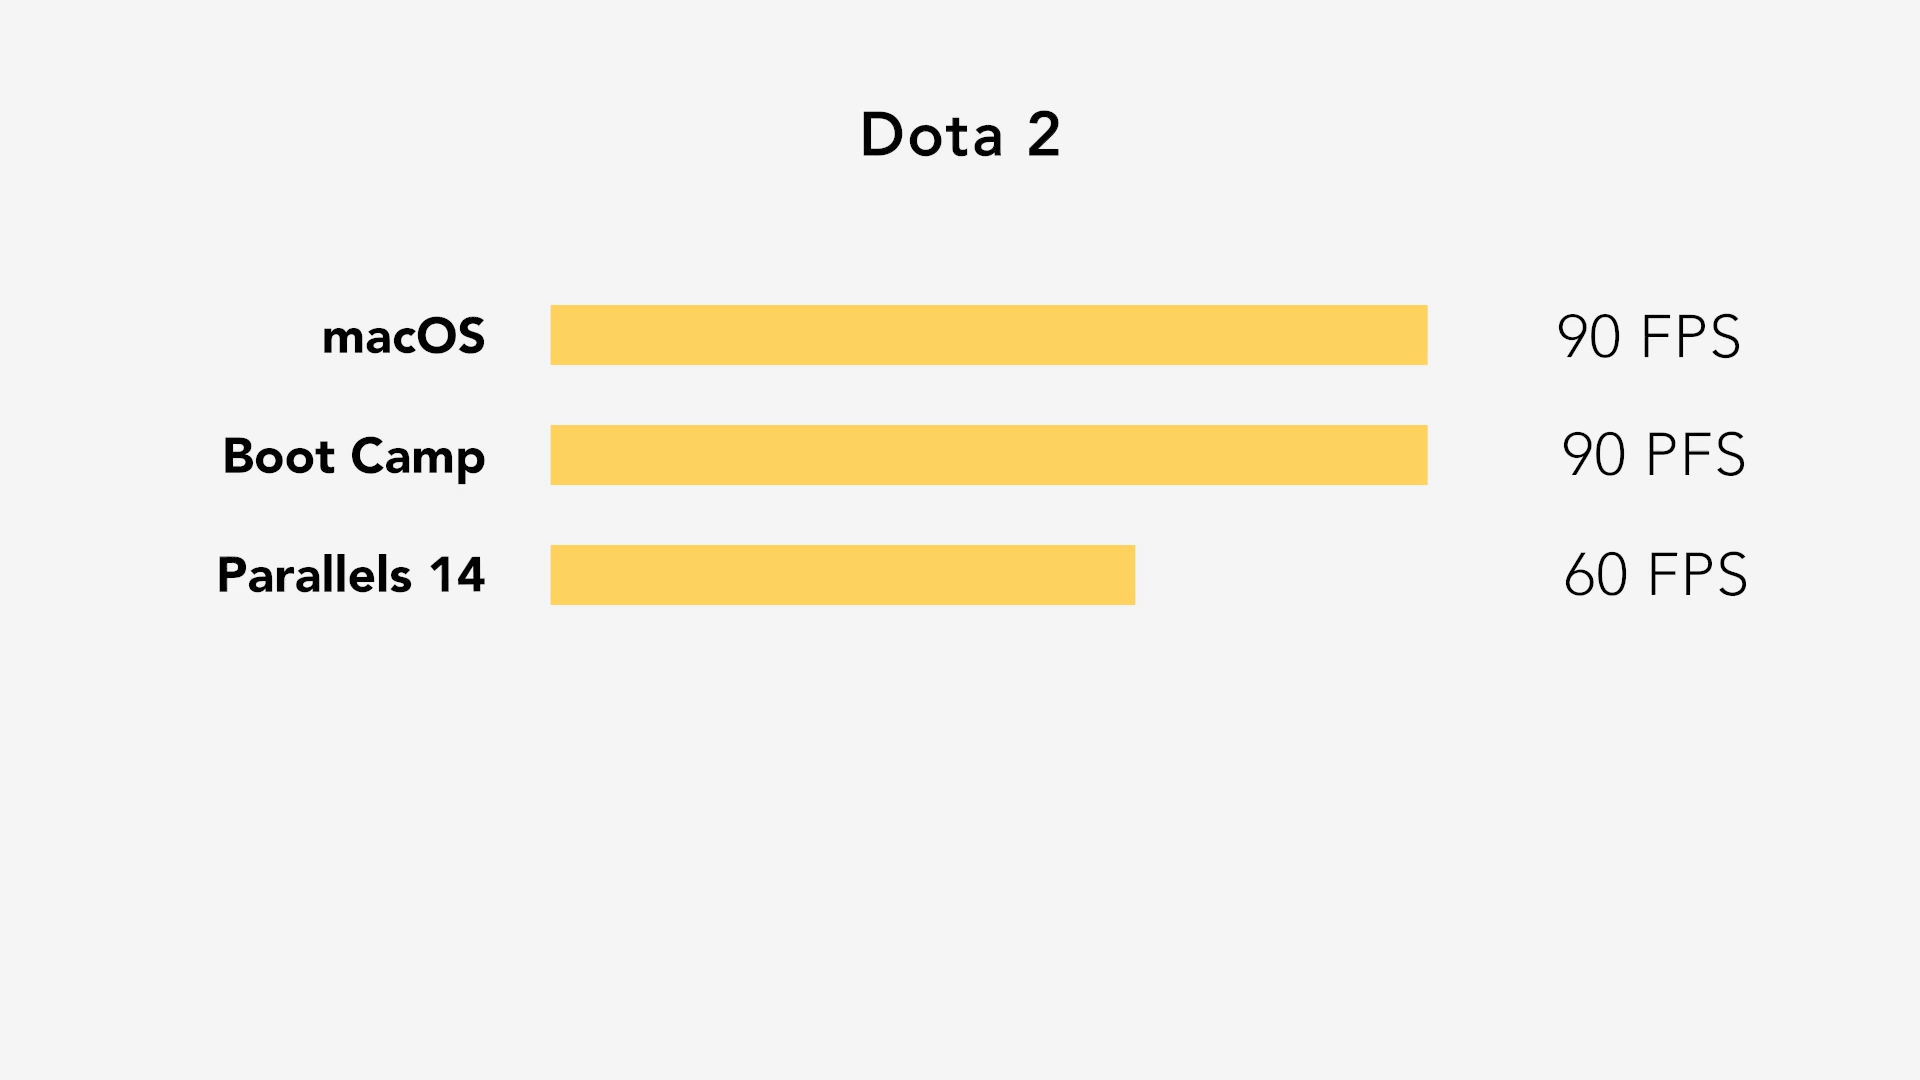 Dota 2
macOS 90 FPS
Boot Camp 90 PFS
Parallels 14 60 FPS